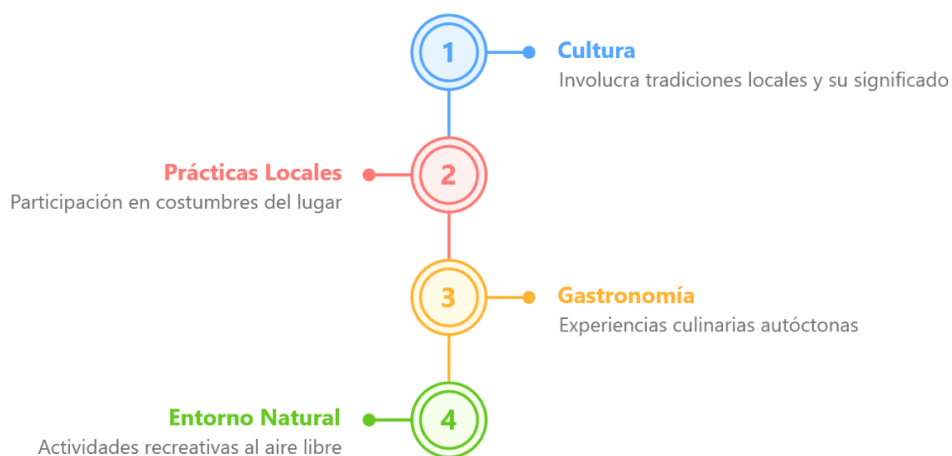 1
Cultura
Involucra tradiciones locales y su significado
2
Prácticas Locales
Participación en costumbres del lugar
3
Gastronomía
Experiencias culinarias autóctonas
4
Entorno Natural
Actividades recreativas al aire libre